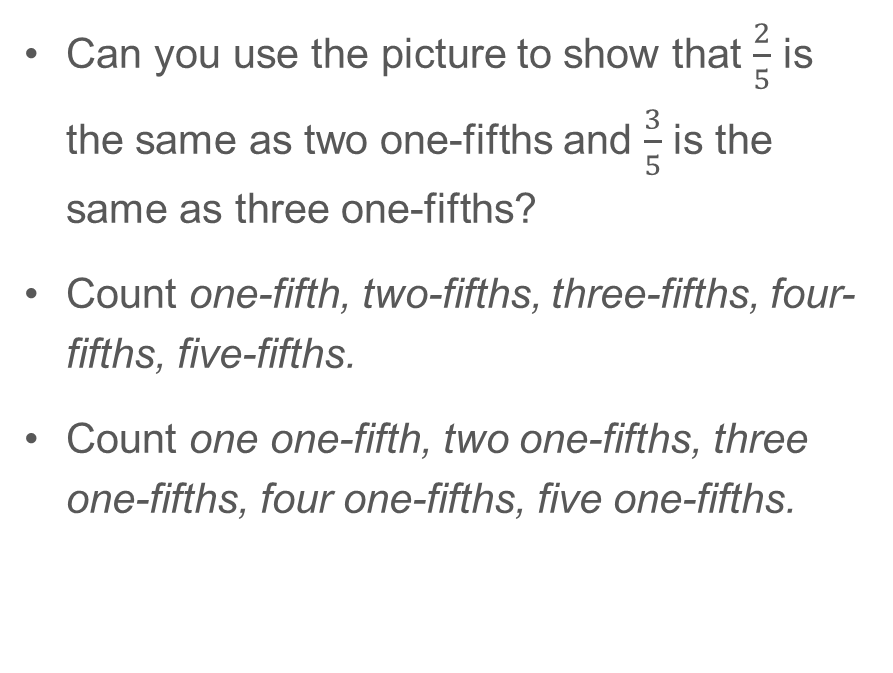 • Can you use the picture to show that 2/5 is
the same as two one-fifths and 3/5 is the
same as three one-fifths?
• Count one-fifth, two-fifths, three-fifths, four-
fifths, five-fifths.
• Count one one-fifth, two one-fifths, three
one-fifths, four one-fifths, five one-fifths.